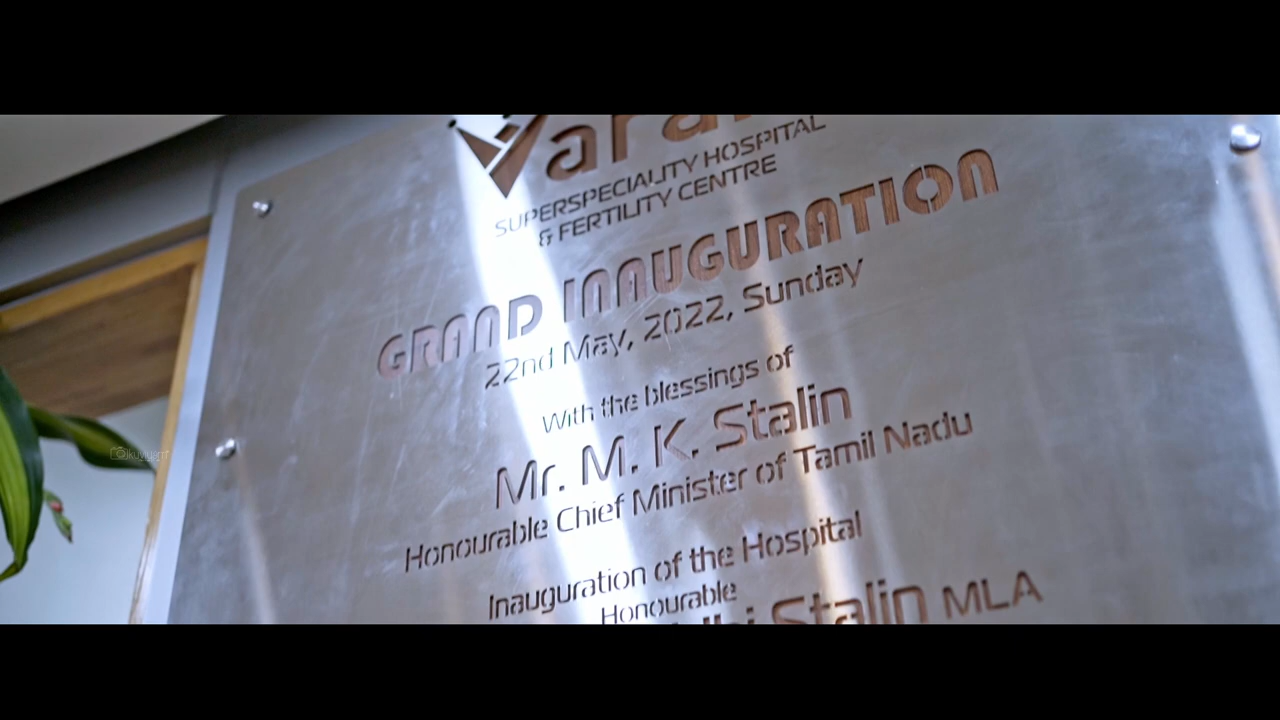 SUPERSPECIALITY HOSPITAL
& FERTILITY CENTRE
GRAND INAUGURATION
22nd May, 2022, Sunday
With the blessings of
Mr. M. K. Stalin
Honourable Chief Minister of Tamil Nadu
Inauguration of the Hospital
Honourable
Stalin MLA